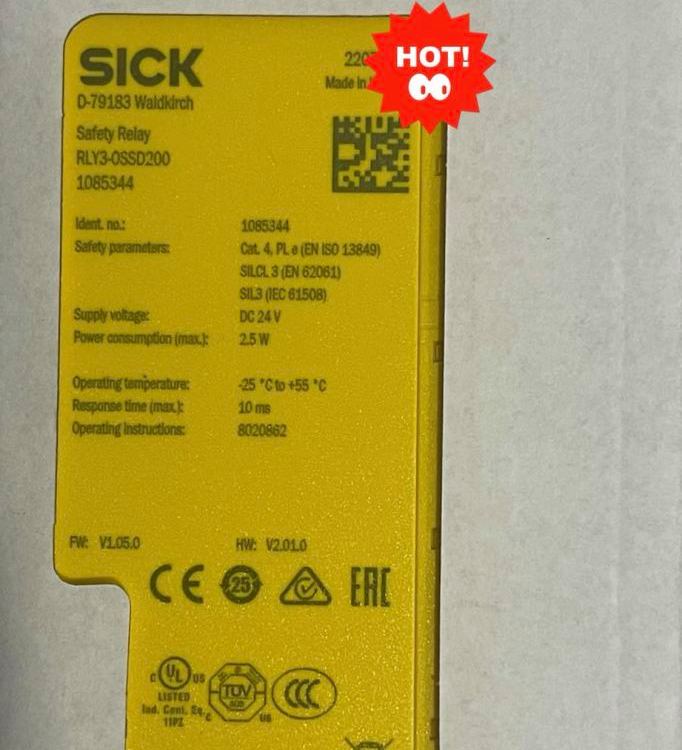 HOT!
SICK
D-79183 Waldkirch
Made in
Safety Relay
RLY3-OSSD200
1085344
Ident. no.: 1085344
Safety parameters: Cat. 4, PL e (EN ISO 13849)
SILCL 3 (EN 62061)
SIL3 (IEC 61508)
Supply voltage: DC 24 V
Power consumption (max.): 2.5 W
Operating temperature: -25 °C to +55 °C
Response time (max.): 10 ms
Operating instructions: 8020862
FW: V1.05.0 HW: V2.01.0
CE 25 EAC
C UL US
LISTED
Ind. Cont. Eq.
11PZ
C TÜV US
SÜD
CCC